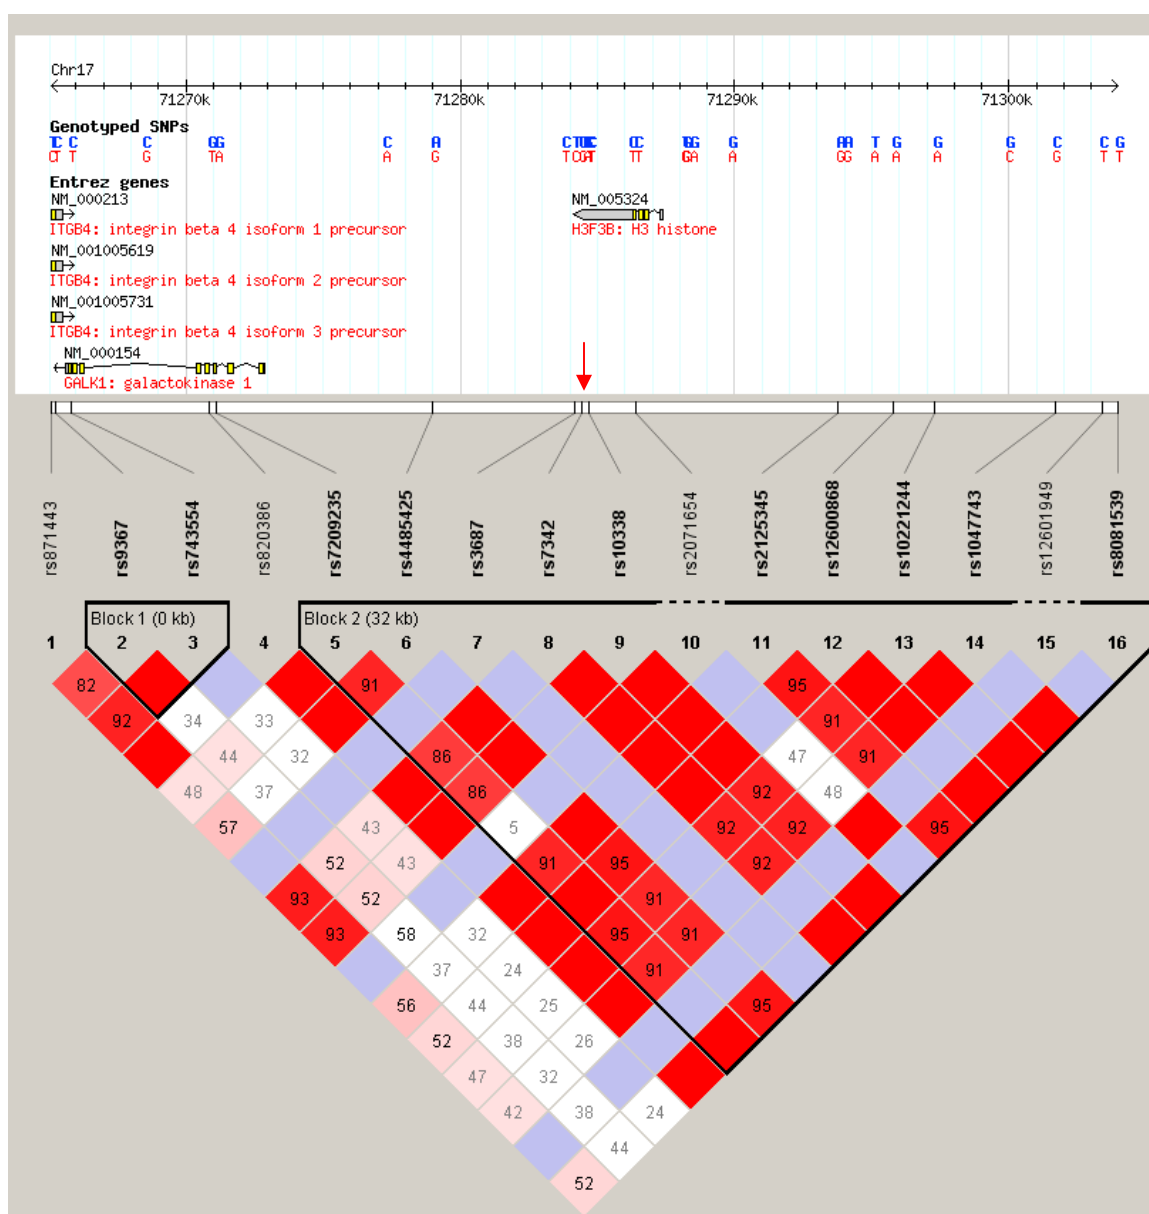 Chr17
71270k 71280k 71290k 71300k
Genotyped SNPs
C C C A G T G G G C C G
T G A G A A A A C G T T
Entrez genes
NM_000213 NM_005324
ITGB4: integrin beta 4 isoform 1 precursor H3F3B: H3 histone
NM_001005619
ITGB4: integrin beta 4 isoform 2 precursor
NM_001005731
ITGB4: integrin beta 4 isoform 3 precursor
NM_000154
GALK1: galactokinase 1
rs871443 rs9367 rs743554 rs820386 rs7209235 rs4485425 rs3687 rs7342 rs10338 rs2071654 rs2125345 rs12600868 rs10221244 rs1047743 rs12601949 rs8081539
Block 1 (0 kb) Block 2 (32 kb)
1 2 3 4 5 6 7 8 9 10 11 12 13 14 15 16
82 91 95
92 34 33 91
44 32 86 47 91
48 37 86 92 48
57 43 5 92 92 95
52 43 91 95 92
93 52 91
93 58 32 95 91
37 24 91
56 44 25 95
52 38 26
47 32
42 38 24
44
52